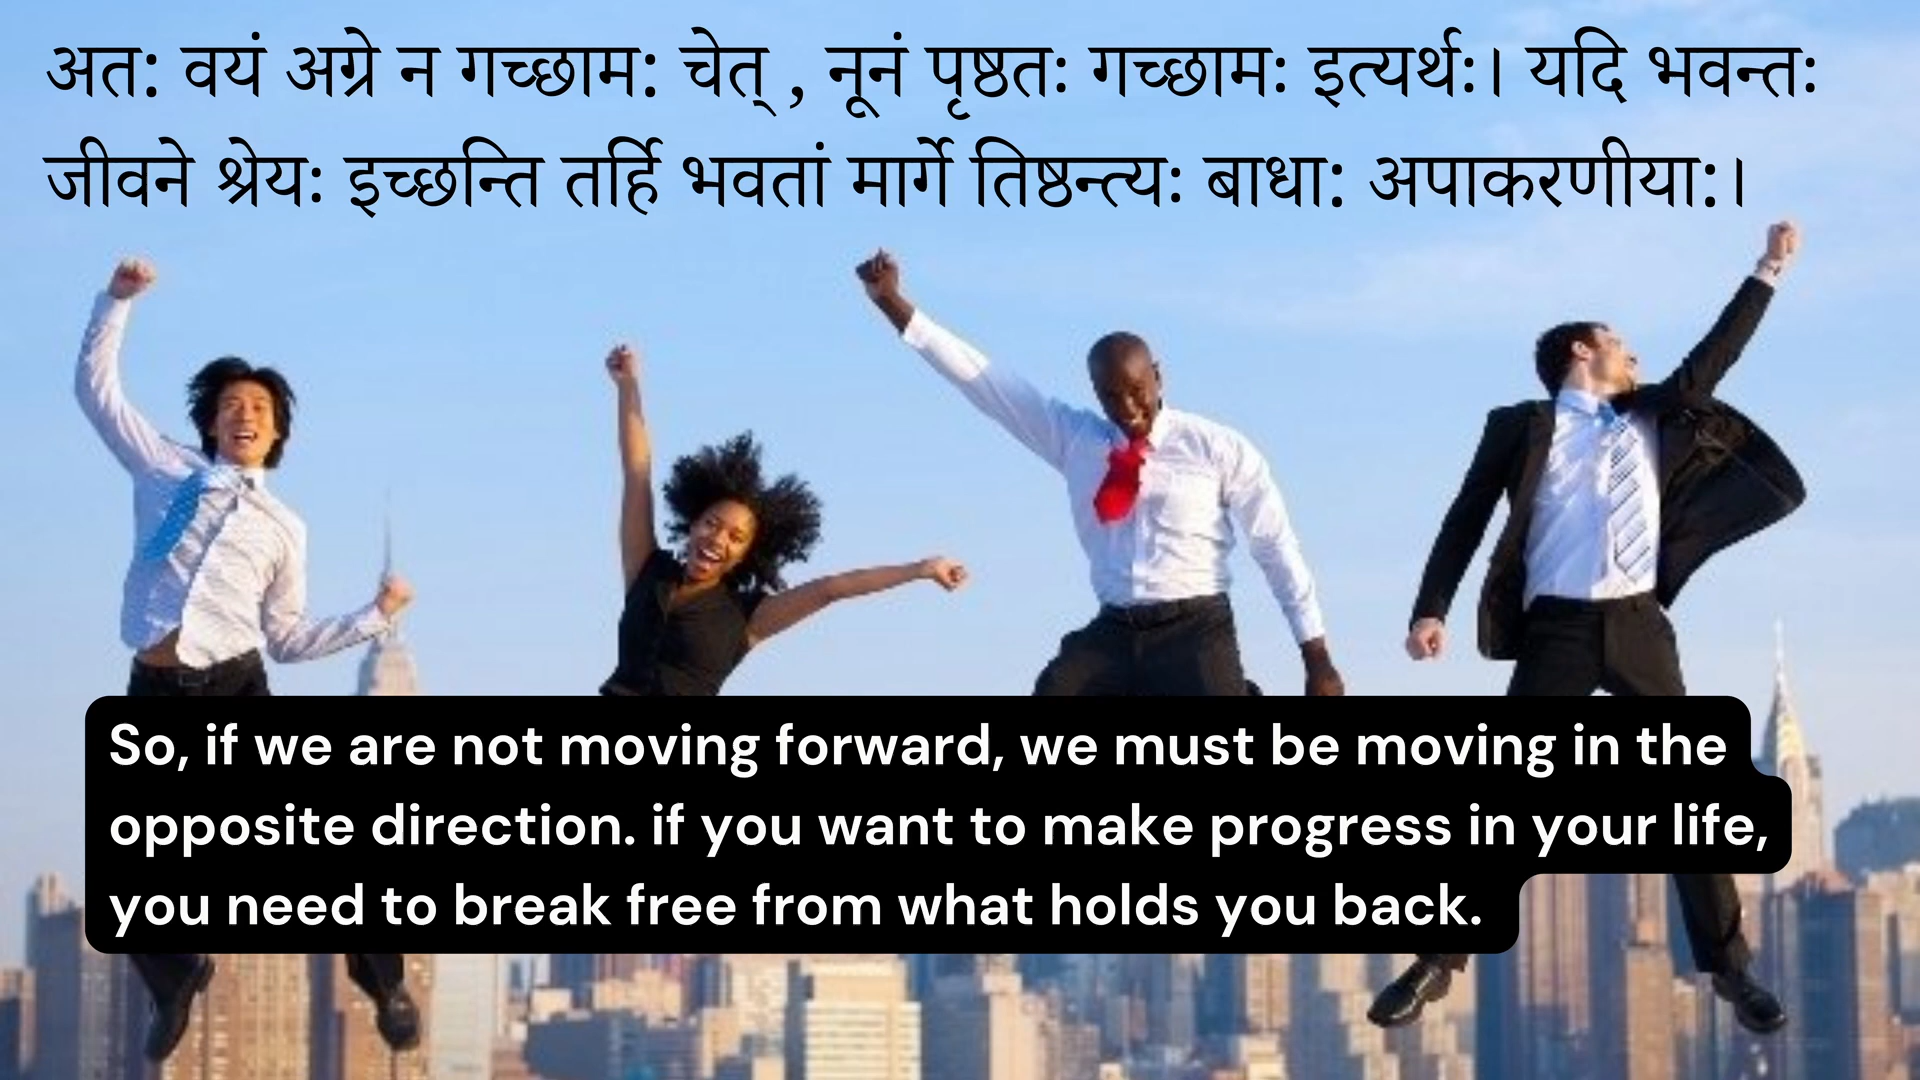 अत: वयं अग्रे न गच्छाम: चेत् , नूनं पृष्ठतः गच्छामः इत्यर्थः। यदि भवन्तः
जीवने श्रेयः इच्छन्ति तर्हि भवतां मार्गे तिष्ठन्त्यः बाधा: अपाकरणीया:।
So, if we are not moving forward, we must be moving in the
opposite direction. if you want to make progress in your life,
you need to break free from what holds you back.